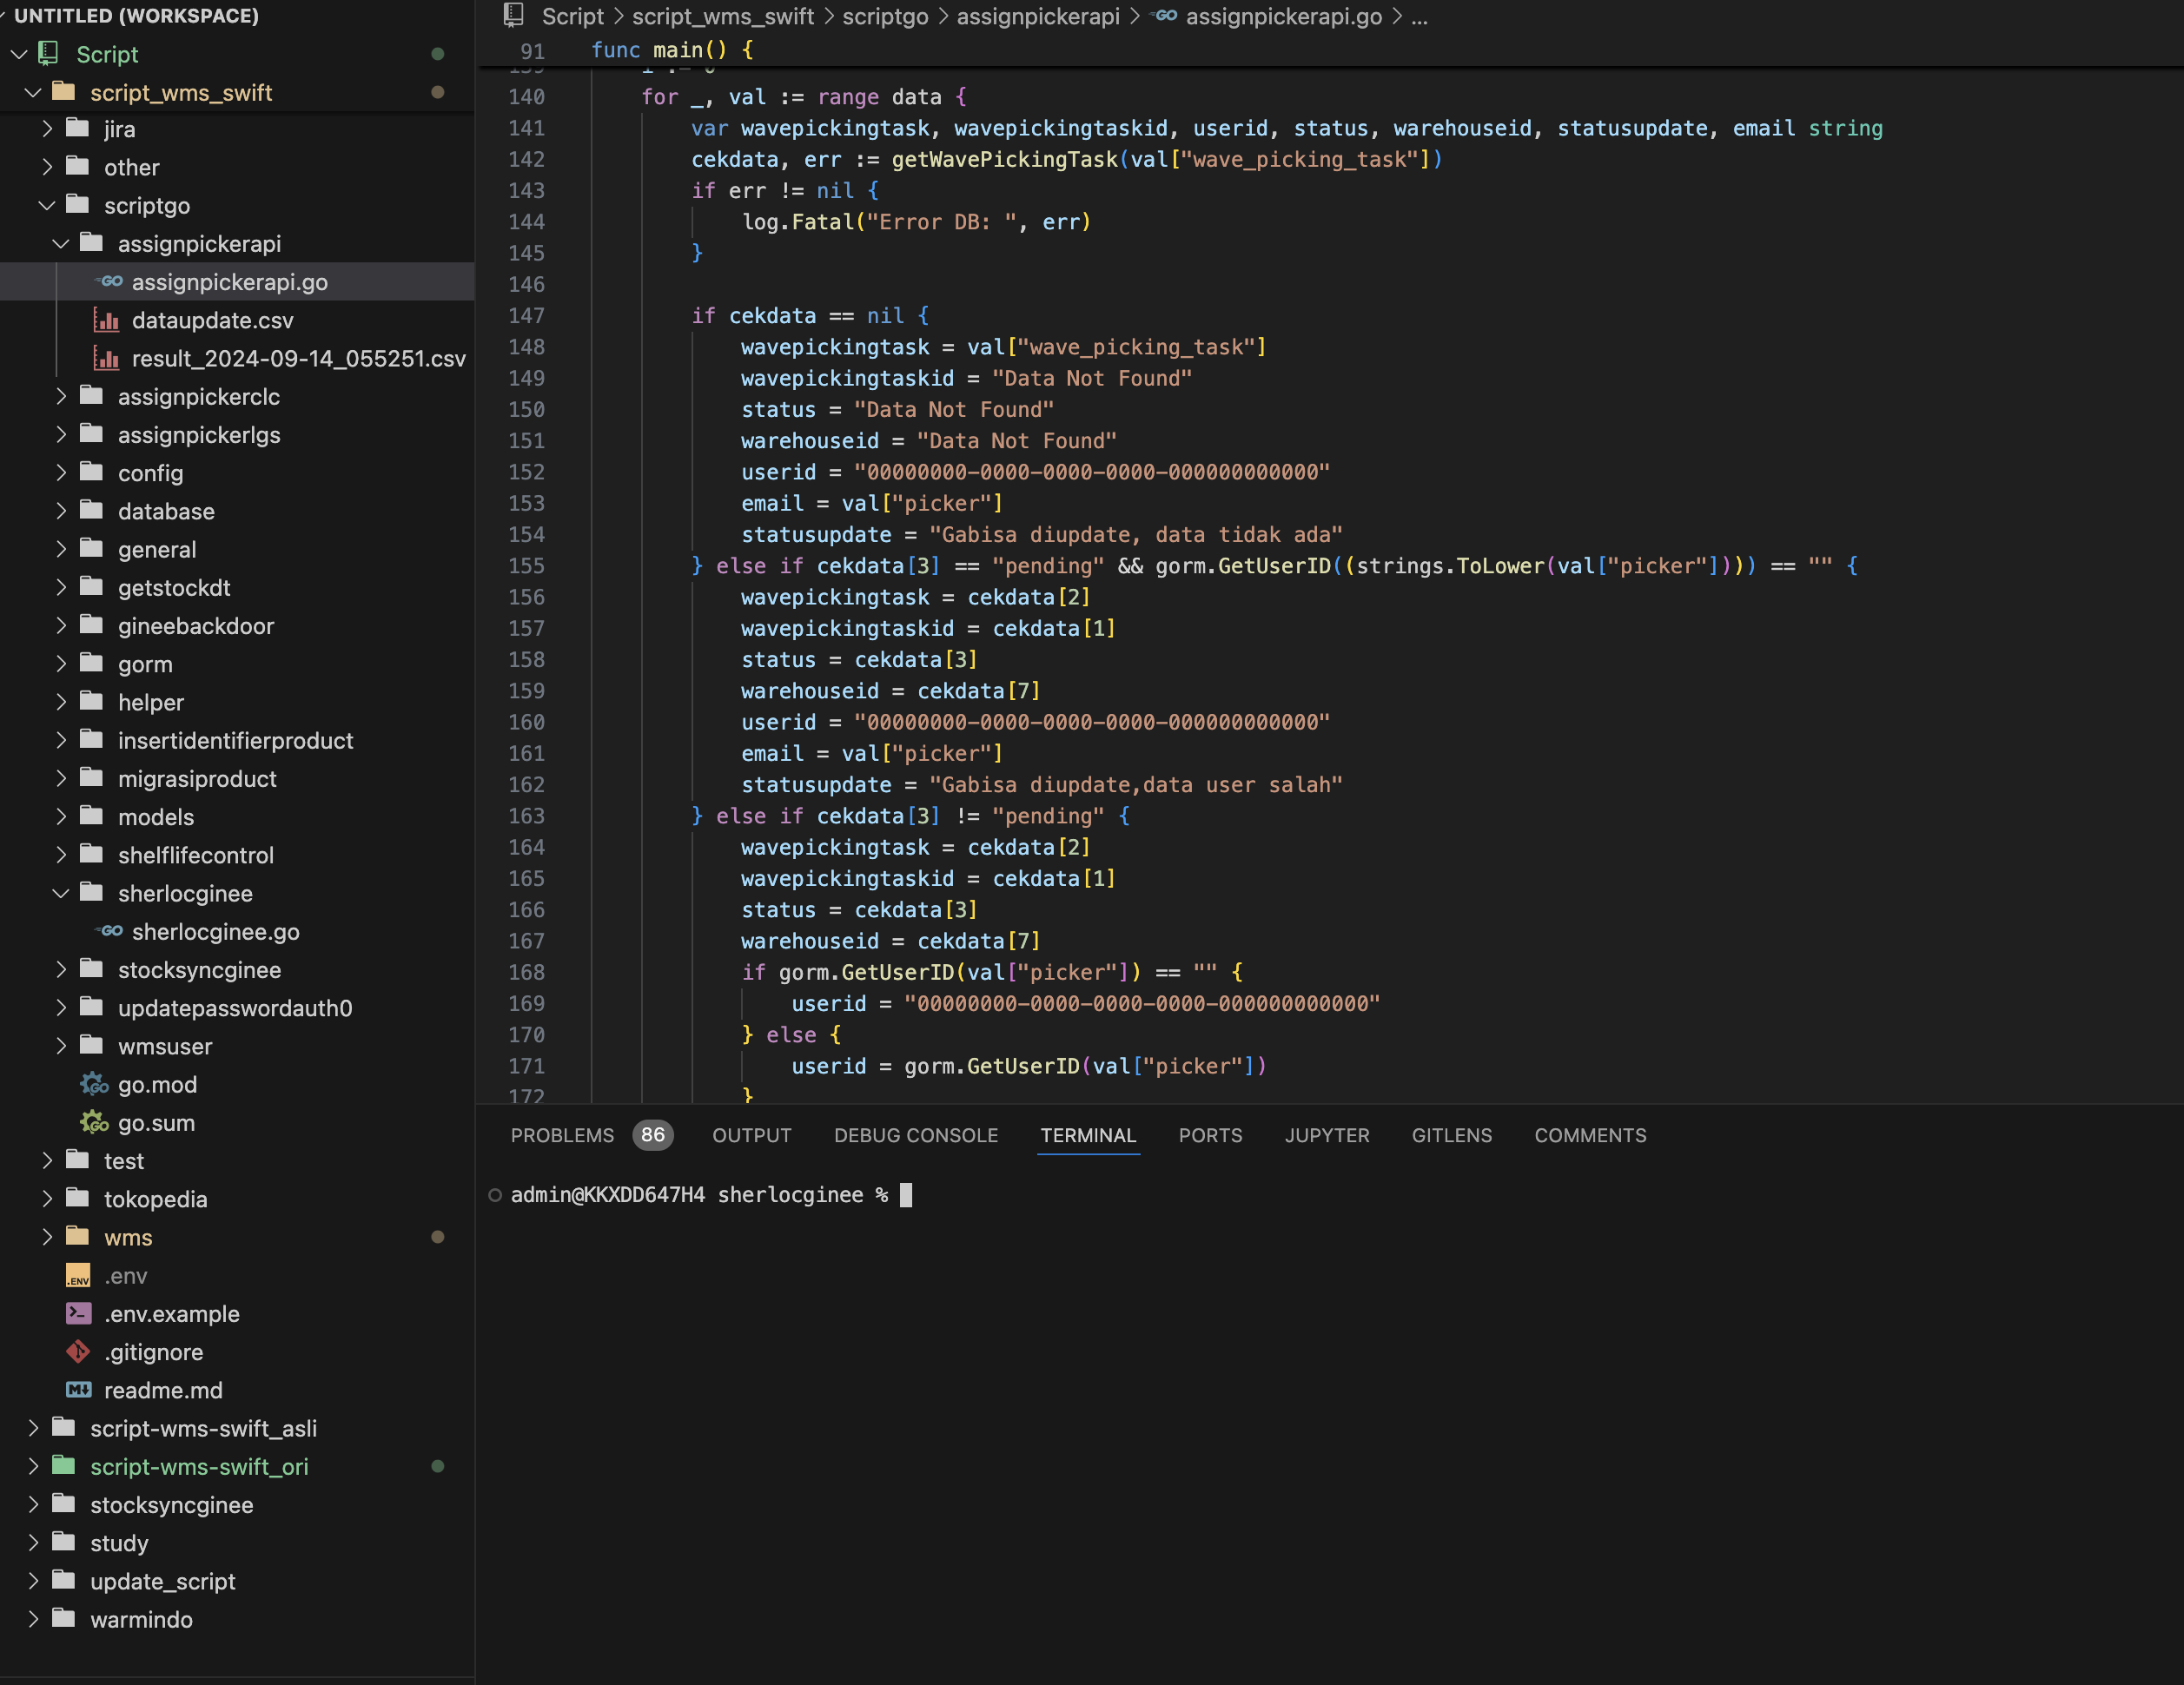 UNTITLED (WORKSPACE)
Script
script_wms_swift
jira
other
scriptgo
assignpickerapi
GO assignpickerapi.go
dataupdate.csv
result_2024-09-14_055251.csv
assignpickerclc
assignpickerlgs
config
database
general
getstockdt
gineebackdoor
gorm
helper
insertidentifierproduct
migrasiproduct
models
shelflifecontrol
sherlocginee
GO sherlocginee.go
stocksyncginee
updatepasswordauth0
wmsuser
go.mod
go.sum
test
tokopedia
wms
.env
.env.example
.gitignore
readme.md
script-wms-swift_asli
script-wms-swift_ori
stocksyncginee
study
update_script
warmindo
Script > script_wms_swift > scriptgo > assignpickerapi > GO assignpickerapi.go > ...
91 func main() {
139 i := 0
140 for _, val := range data {
141 var wavepickingtask, wavepickingtaskid, userid, status, warehouseid, statusupdate, email string
142 cekdata, err := getWavePickingTask(val["wave_picking_task"])
143 if err != nil {
144 log.Fatal("Error DB: ", err)
145 }
146
147 if cekdata == nil {
148 wavepickingtask = val["wave_picking_task"]
149 wavepickingtaskid = "Data Not Found"
150 status = "Data Not Found"
151 warehouseid = "Data Not Found"
152 userid = "00000000-0000-0000-0000-000000000000"
153 email = val["picker"]
154 statusupdate = "Gabisa diupdate, data tidak ada"
155 } else if cekdata[3] == "pending" && gorm.GetUserID((strings.ToLower(val["picker"]))) == "" {
156 wavepickingtask = cekdata[2]
157 wavepickingtaskid = cekdata[1]
158 status = cekdata[3]
159 warehouseid = cekdata[7]
160 userid = "00000000-0000-0000-0000-000000000000"
161 email = val["picker"]
162 statusupdate = "Gabisa diupdate,data user salah"
163 } else if cekdata[3] != "pending" {
164 wavepickingtask = cekdata[2]
165 wavepickingtaskid = cekdata[1]
166 status = cekdata[3]
167 warehouseid = cekdata[7]
168 if gorm.GetUserID(val["picker"]) == "" {
169 userid = "00000000-0000-0000-0000-000000000000"
170 } else {
171 userid = gorm.GetUserID(val["picker"])
172 }
PROBLEMS 86 OUTPUT DEBUG CONSOLE TERMINAL PORTS JUPYTER GITLENS COMMENTS
admin@KKXDD647H4 sherlocginee %